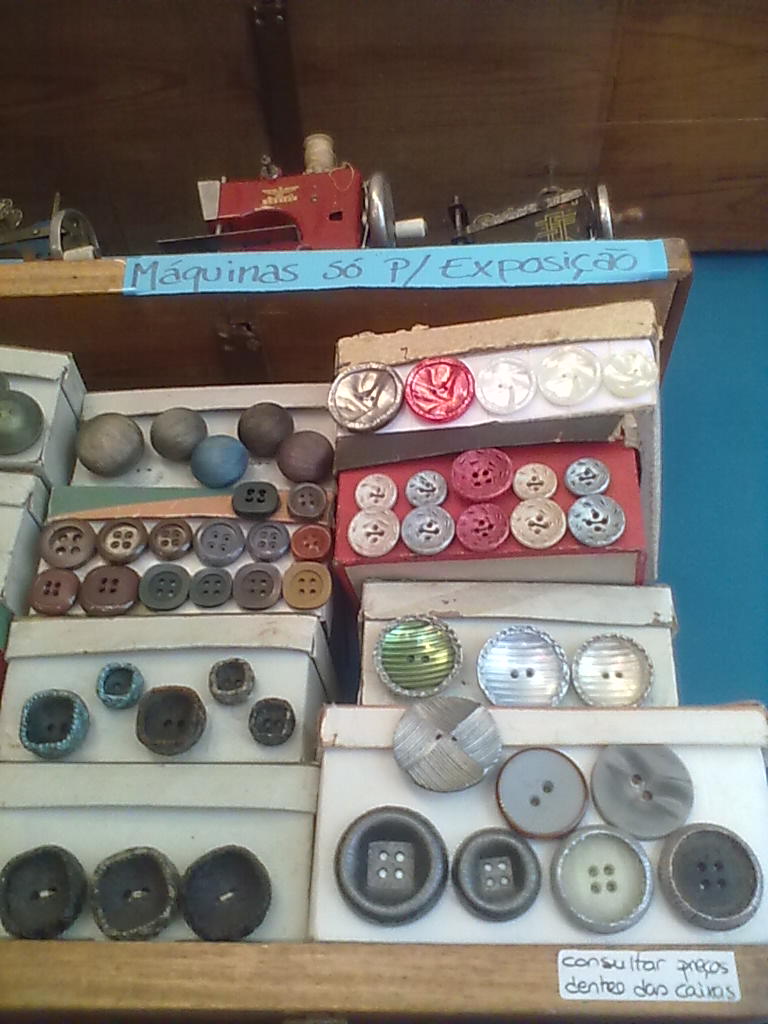 Máquinas só P/ Exposição
consultar preços
dentro das caixas